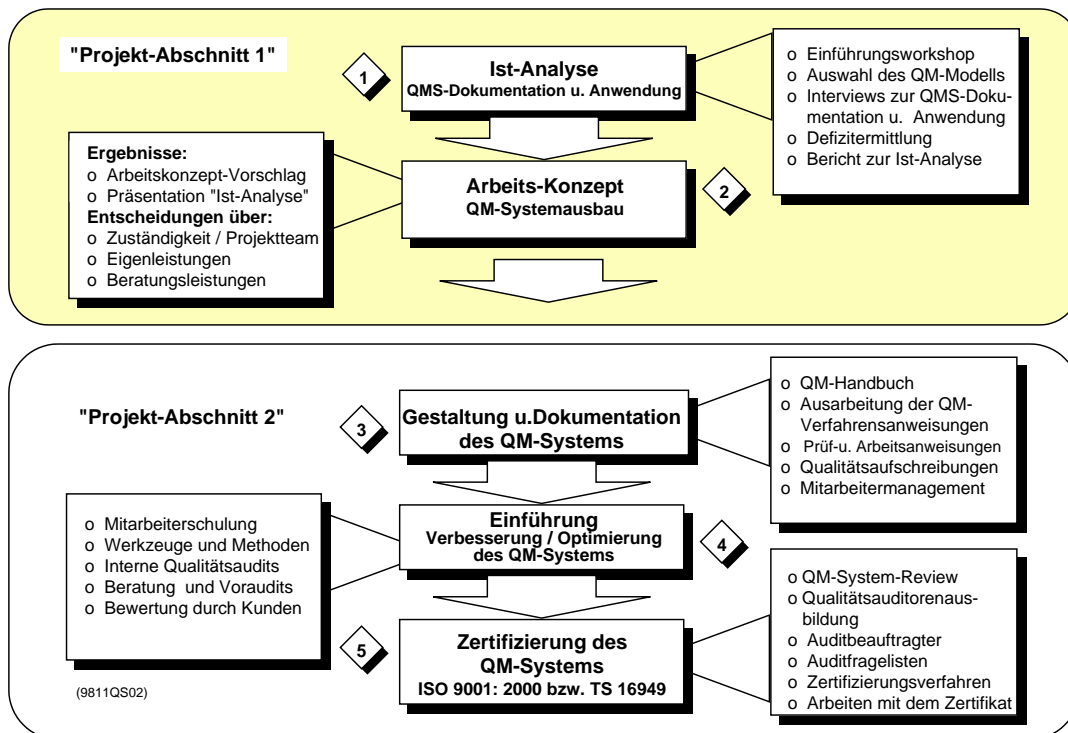 "Projekt-Abschnitt 1"
1
Ist-Analyse
QMS-Dokumentation u. Anwendung
o Einführungsworkshop
o Auswahl des QM-Modells
o Interviews zur QMS-Doku-
mentation u. Anwendung
o Defizitermittlung
o Bericht zur Ist-Analyse
Ergebnisse:
o Arbeitskonzept-Vorschlag
o Präsentation "Ist-Analyse"
Entscheidungen über:
o Zuständigkeit / Projektteam
o Eigenleistungen
o Beratungsleistungen
Arbeits-Konzept
QM-Systemausbau
2
"Projekt-Abschnitt 2"
3
Gestaltung u.Dokumentation
des QM-Systems
o QM-Handbuch
o Ausarbeitung der QM-
Verfahrensanweisungen
o Prüf-u. Arbeitsanweisungen
o Qualitätsaufschreibungen
o Mitarbeitermanagement
o Mitarbeiterschulung
o Werkzeuge und Methoden
o Interne Qualitätsaudits
o Beratung und Voraudits
o Bewertung durch Kunden
Einführung
Verbesserung / Optimierung
des QM-Systems
4
5
Zertifizierung des
QM-Systems
ISO 9001: 2000 bzw. TS 16949
o QM-System-Review
o Qualitätsauditorenaus-
bildung
o Auditbeauftragter
o Auditfragelisten
o Zertifizierungsverfahren
o Arbeiten mit dem Zertifikat
(9811QS02)